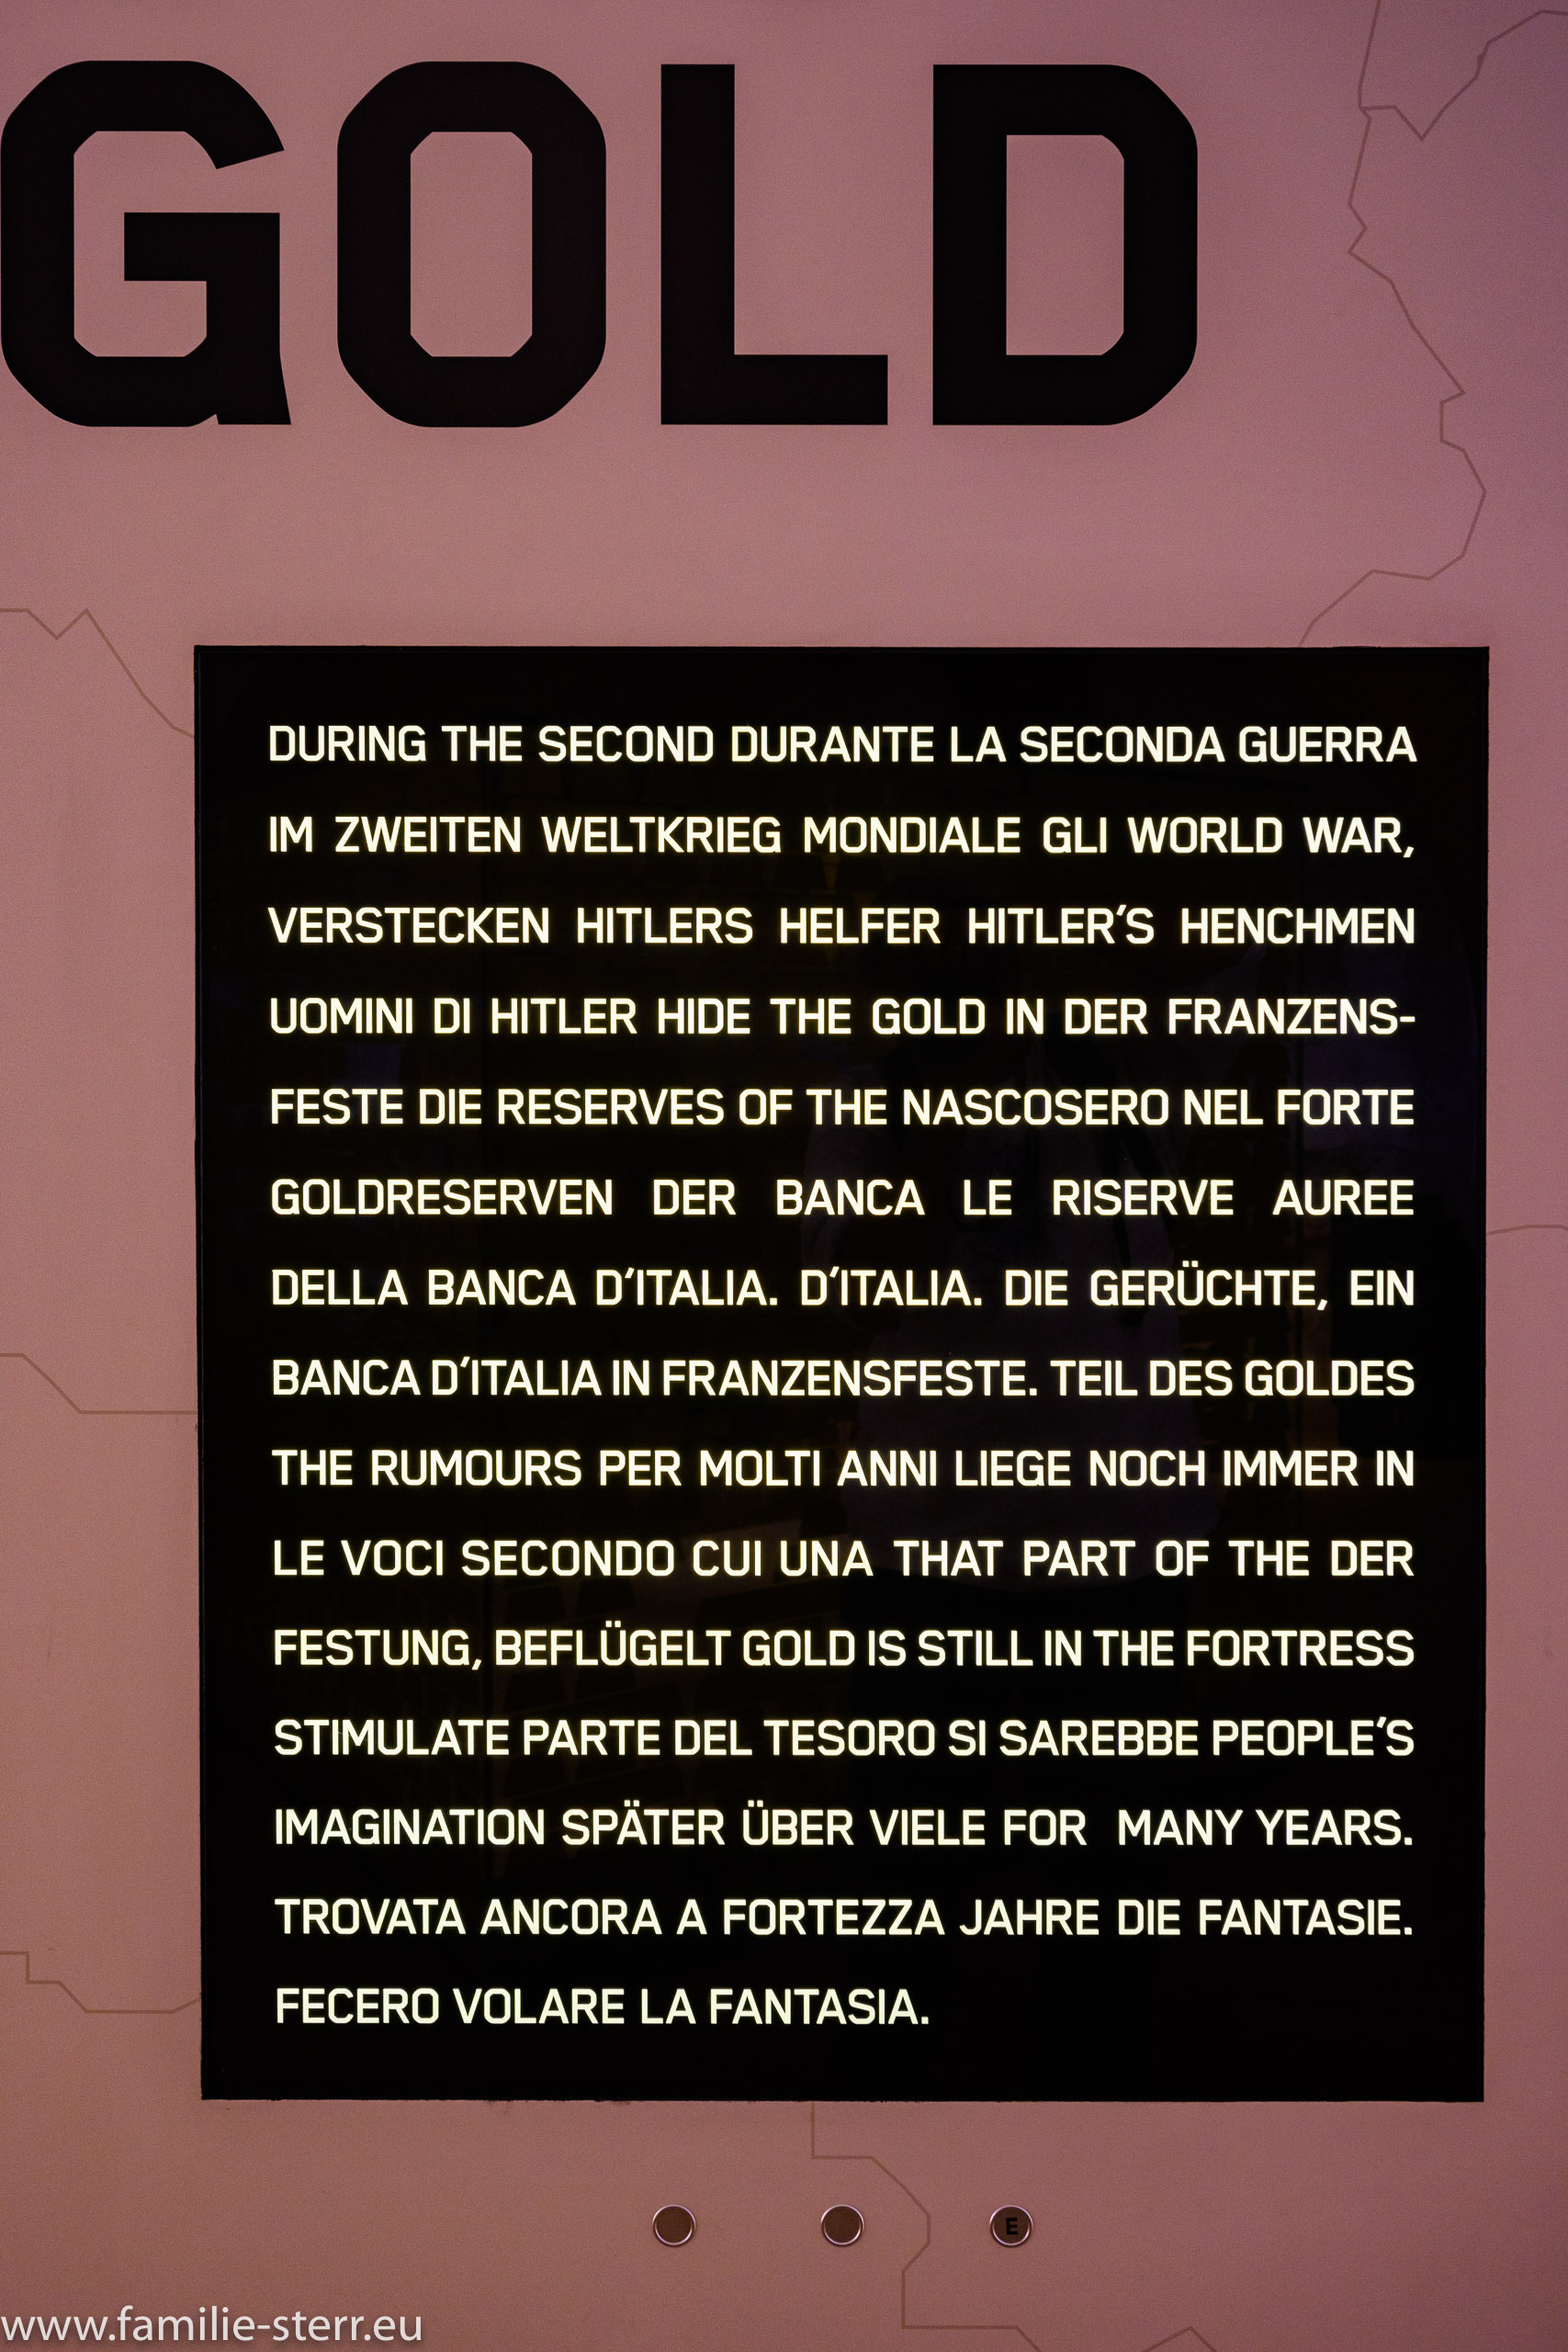 GOLD
DURING THE SECOND DURANTE LA SECONDA GUERRA
IM ZWEITEN WELTKRIEG MONDIALE GLI WORLD WAR,
VERSTECKEN HITLERS HELFER HITLER'S HENCHMEN
UOMINI DI HITLER HIDE THE GOLD IN DER FRANZENS-
FESTE DIE RESERVES OF THE NASCOSERO NEL FORTE
GOLDRESERVEN DER BANCA LE RISERVE AUREE
DELLA BANCA D'ITALIA. D'ITALIA. DIE GERÜCHTE, EIN
BANCA D'ITALIA IN FRANZENSFESTE. TEIL DES GOLDES
THE RUMOURS PER MOLTI ANNI LIEGE NOCH IMMER IN
LE VOCI SECONDO CUI UNA THAT PART OF THE DER
FESTUNG, BEFLÜGELT GOLD IS STILL IN THE FORTRESS
STIMULATE PARTE DEL TESORO SI SAREBBE PEOPLE'S
IMAGINATION SPÄTER ÜBER VIELE FOR MANY YEARS.
TROVATA ANCORA A FORTEZZA JAHRE DIE FANTASIE.
FECERO VOLARE LA FANTASIA.
E
www.familie-sterr.eu